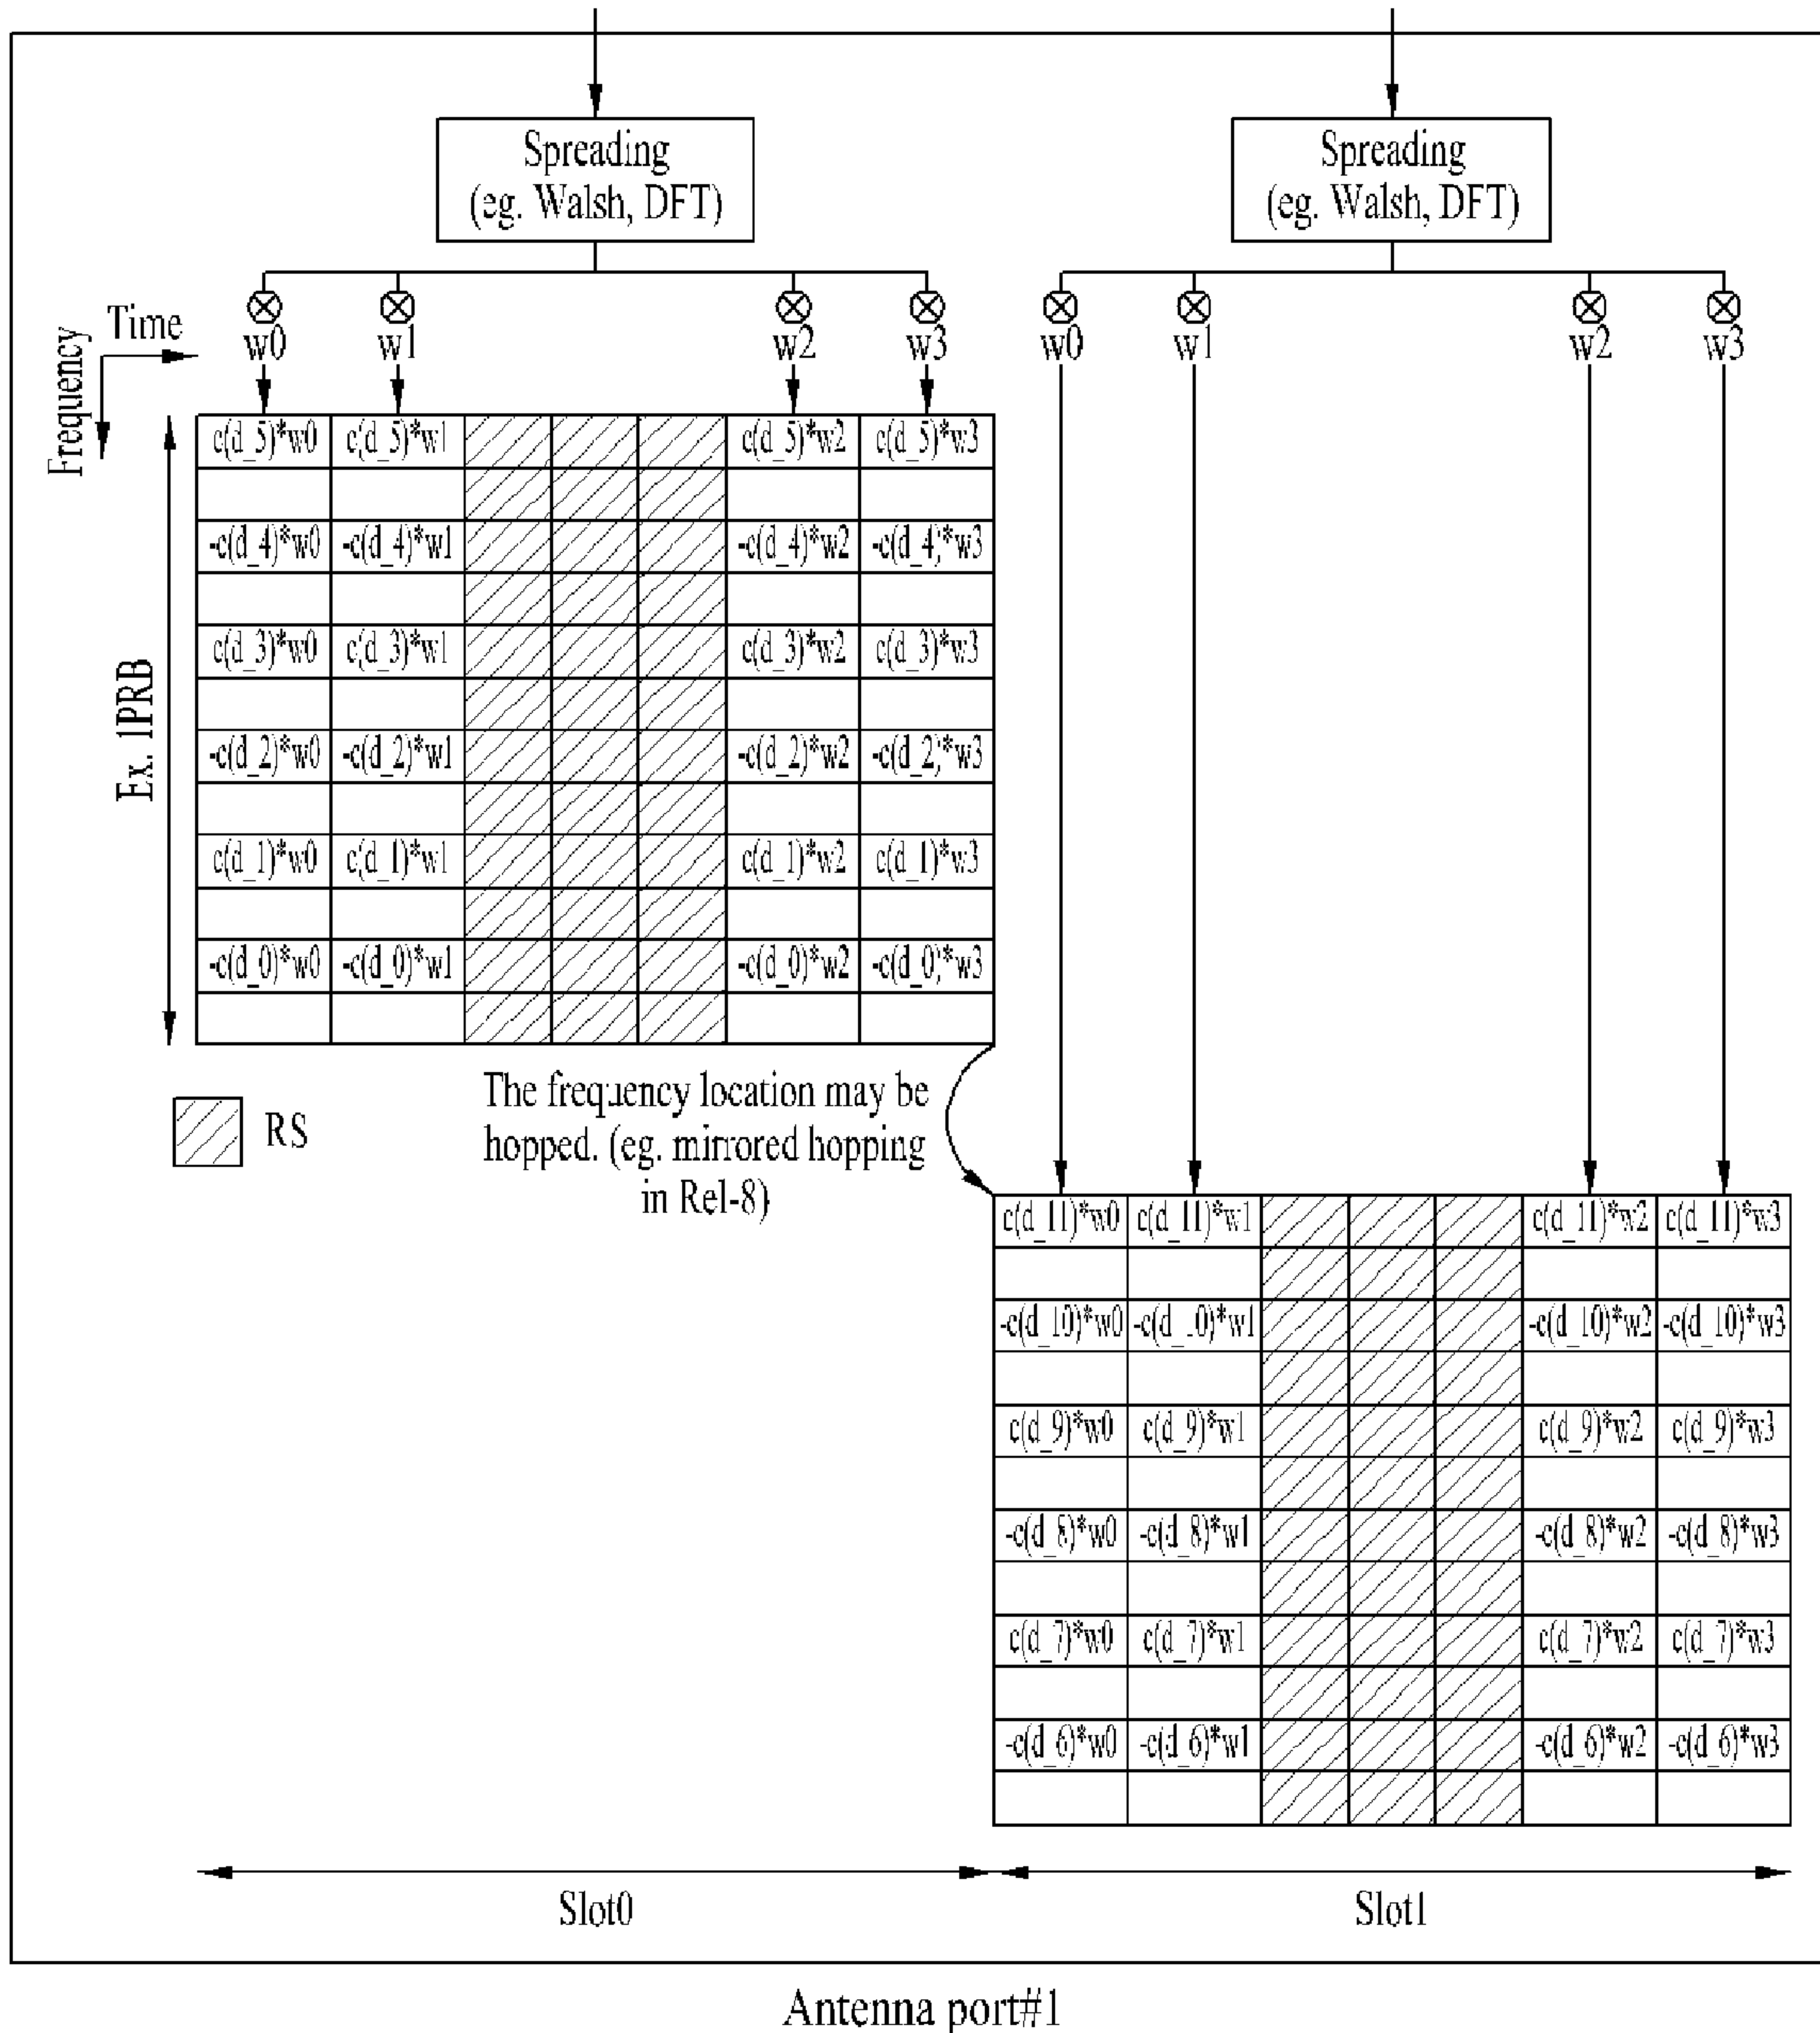 Spreading
(eg. Walsh, DFT)
Spreading
(eg. Walsh, DFT)
Time
Frequency
w0 w1 w2 w3 w0 w1 w2 w3
c(d_5)*w0 c(d_5)*w1 c(d_5)*w2 c(d_5)*w3
-c(d_4)*w0 -c(d_4)*w1 -c(d_4)*w2 -c(d_4)*w3
c(d_3)*w0 c(d_3)*w1 c(d_3)*w2 c(d_3)*w3
-c(d_2)*w0 -c(d_2)*w1 -c(d_2)*w2 -c(d_2)*w3
c(d_1)*w0 c(d_1)*w1 c(d_1)*w2 c(d_1)*w3
-c(d_0)*w0 -c(d_0)*w1 -c(d_0)*w2 -c(d_0)*w3
Ex. 1PRB
RS
The frequency location may be
hopped. (eg. mirrored hopping
in Rel-8)
c(d_11)*w0 c(d_11)*w1 c(d_11)*w2 c(d_11)*w3
-c(d_10)*w0 -c(d_10)*w1 -c(d_10)*w2 -c(d_10)*w3
c(d_9)*w0 c(d_9)*w1 c(d_9)*w2 c(d_9)*w3
-c(d_8)*w0 -c(d_8)*w1 -c(d_8)*w2 -c(d_8)*w3
c(d_7)*w0 c(d_7)*w1 c(d_7)*w2 c(d_7)*w3
-c(d_6)*w0 -c(d_6)*w1 -c(d_6)*w2 -c(d_6)*w3
Slot0 Slot1
Antenna port#1